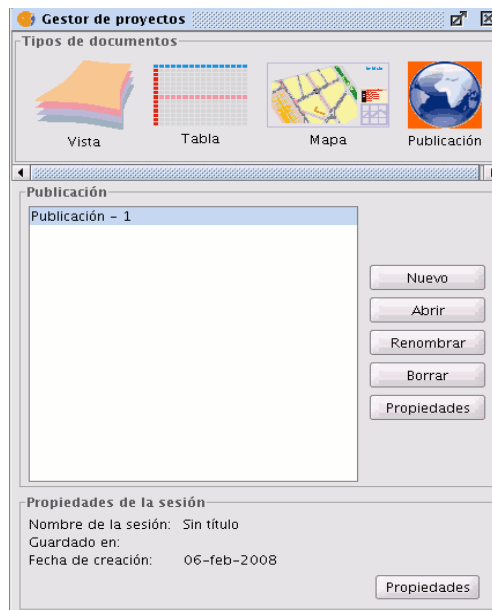 Gestor de proyectos
Tipos de documentos
Vista
Tabla
Mapa
Publicación
Publicación
Publicación - 1
Nuevo
Abrir
Renombrar
Borrar
Propiedades
Propiedades de la sesión
Nombre de la sesión: Sin título
Guardado en:
Fecha de creación: 06-feb-2008
Propiedades